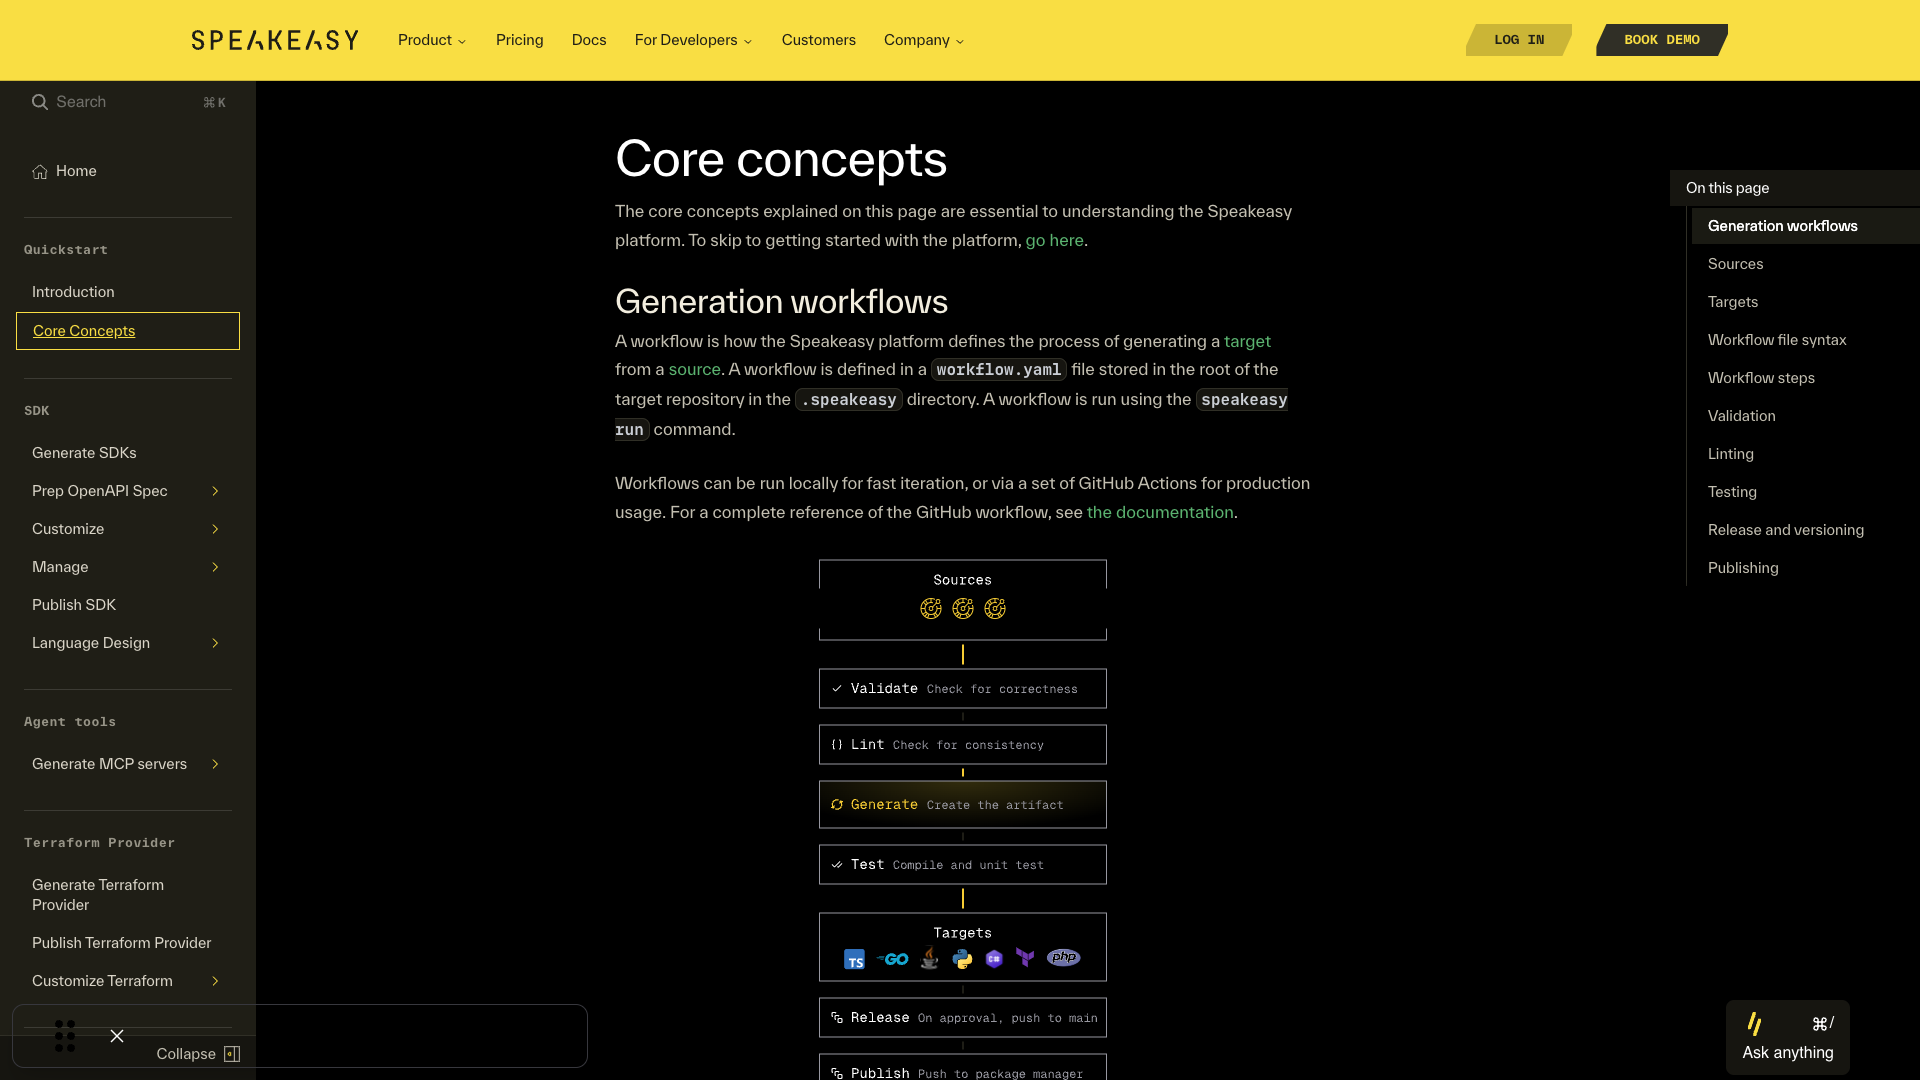 SPEAKEASY
Product
Pricing
Docs
For Developers
Customers
Company
LOG IN
BOOK DEMO
Search
⌘ K
Home
Quickstart
Introduction
Core Concepts
SDK
Generate SDKs
Prep OpenAPI Spec
Customize
Manage
Publish SDK
Language Design
Agent tools
Generate MCP servers
Terraform Provider
Generate Terraform
Provider
Publish Terraform Provider
Customize Terraform
Collapse
Core concepts
The core concepts explained on this page are essential to understanding the Speakeasy
platform. To skip to getting started with the platform, go here.
Generation workflows
A workflow is how the Speakeasy platform defines the process of generating a target
from a source. A workflow is defined in a workflow.yaml file stored in the root of the
target repository in the .speakeasy directory. A workflow is run using the speakeasy
run command.
Workflows can be run locally for fast iteration, or via a set of GitHub Actions for production
usage. For a complete reference of the GitHub workflow, see the documentation.
Sources
Validate Check for correctness
{} Lint Check for consistency
Generate Create the artifact
Test Compile and unit test
Targets
TS GO C# php
Release On approval, push to main
Publish Push to package manager
On this page
Generation workflows
Sources
Targets
Workflow file syntax
Workflow steps
Validation
Linting
Testing
Release and versioning
Publishing
⌘/
Ask anything